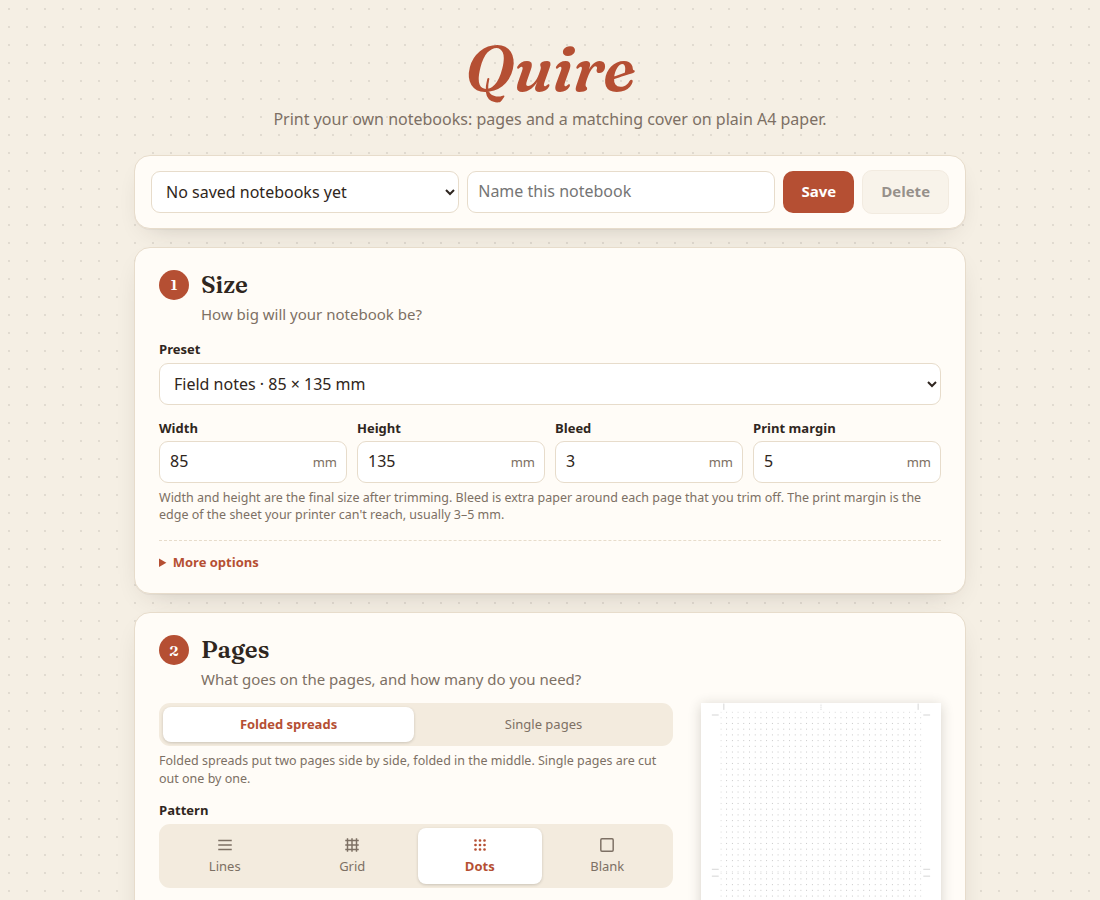 Quire
Print your own notebooks: pages and a matching cover on plain A4 paper.
No saved notebooks yet
Name this notebook
Save
Delete
1
Size
How big will your notebook be?
Preset
Field notes · 85 × 135 mm
Width
Height
Bleed
Print margin
85 mm
135 mm
3 mm
5 mm
Width and height are the final size after trimming. Bleed is extra paper around each page that you trim off. The print margin is the
edge of the sheet your printer can't reach, usually 3–5 mm.
More options
2
Pages
What goes on the pages, and how many do you need?
Folded spreads
Single pages
Folded spreads put two pages side by side, folded in the middle. Single pages are cut
out one by one.
Pattern
Lines
Grid
Dots
Blank